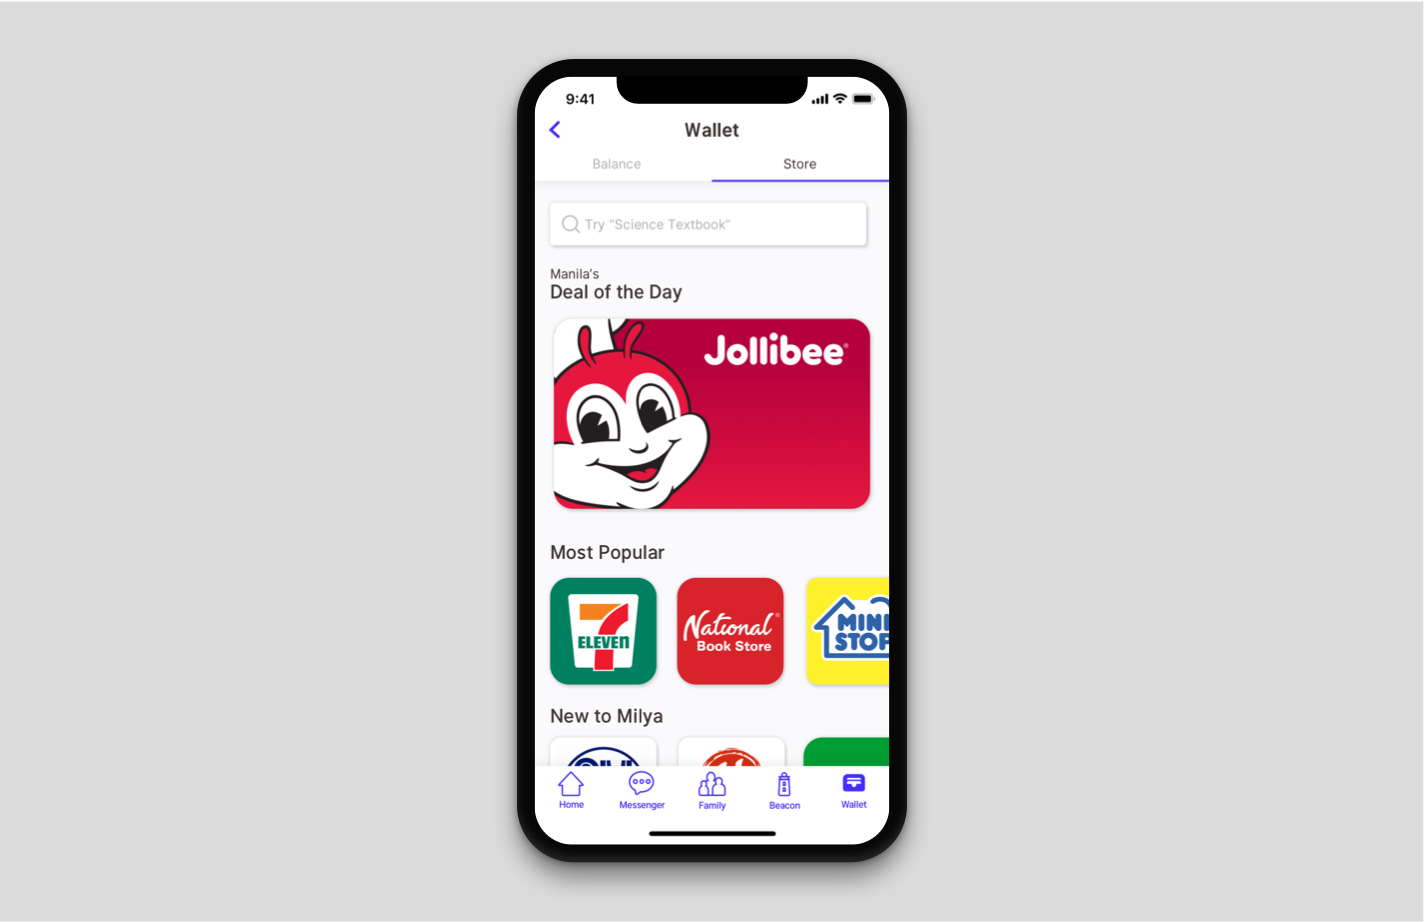 9:41
Wallet
Balance
Store
Try “Science Textbook”
Manila's
Deal of the Day
Jollibee®
Most Popular
7
ELEVEN
National®
Book Store
MINI
STOP
New to Milya
Home
Messenger
Family
Beacon
Wallet